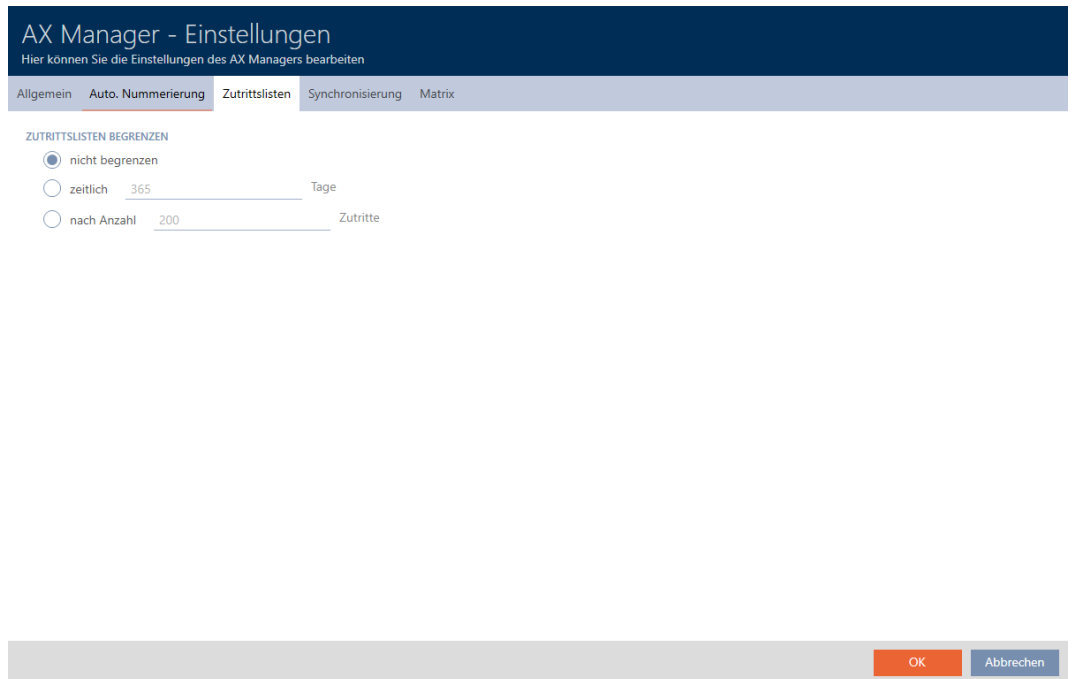 AX Manager - Einstellungen
Hier können Sie die Einstellungen des AX Managers bearbeiten
Allgemein Auto. Nummerierung Zutrittslisten Synchronisierung Matrix
ZUTRITTSLISTEN BEGRENZEN
nicht begrenzen
zeitlich 365 Tage
nach Anzahl 200 Zutritte
OK Abbrechen